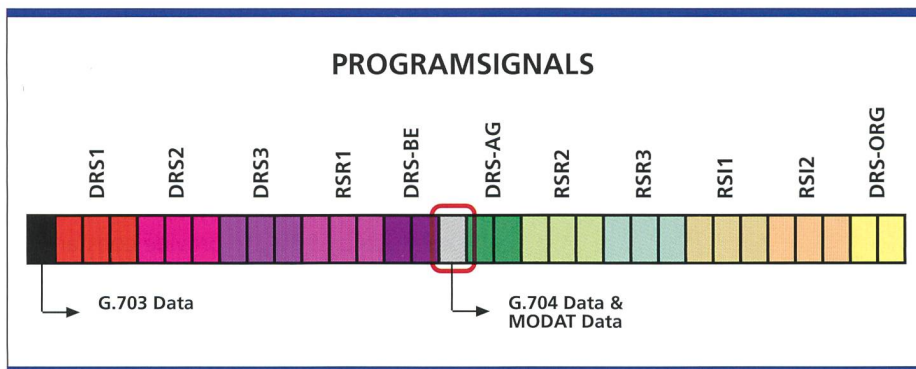 PROGRAMSIGNALS
DRS1
DRS2
DRS3
RSR1
DRS-BE
DRS-AG
RSR2
RSR3
RSI1
RSI2
DRS-ORG
G.703 Data
G.704 Data &
MODAT Data